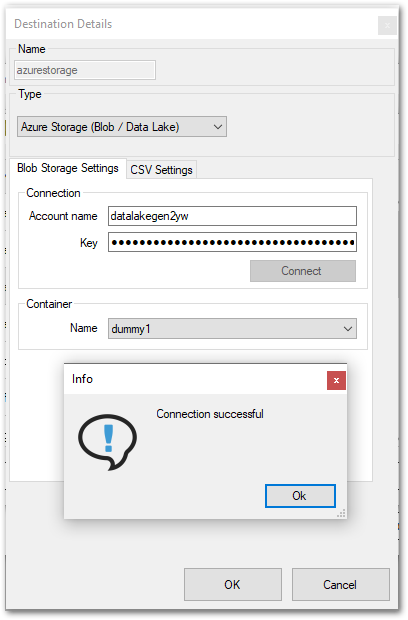 Destination Details
x
Name
azurestorage
Type
Azure Storage (Blob / Data Lake)
Blob Storage Settings
CSV Settings
Connection
Account name
datalakegen2yw
Key
●●●●●●●●●●●●●●●●●●●●●●●●●●●●●●●●●●●●
Connect
Container
Name
dummy1
Info
x
Connection successful
Ok
OK
Cancel